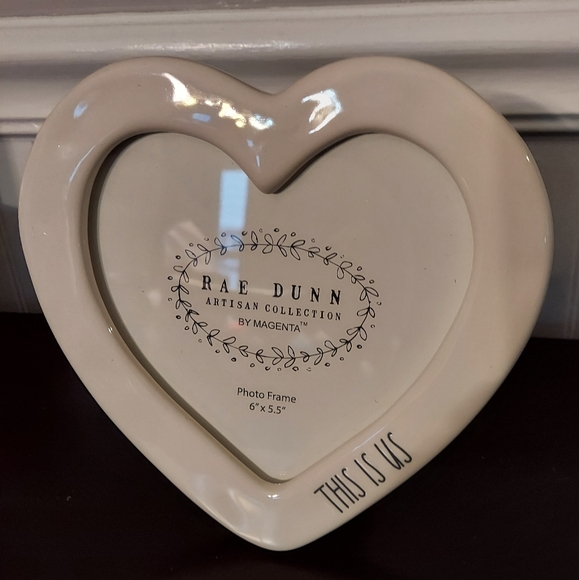 RAE DUNN
ARTISAN COLLECTION
BY MAGENTA™
Photo Frame
6" x 5.5"
THIS IS US